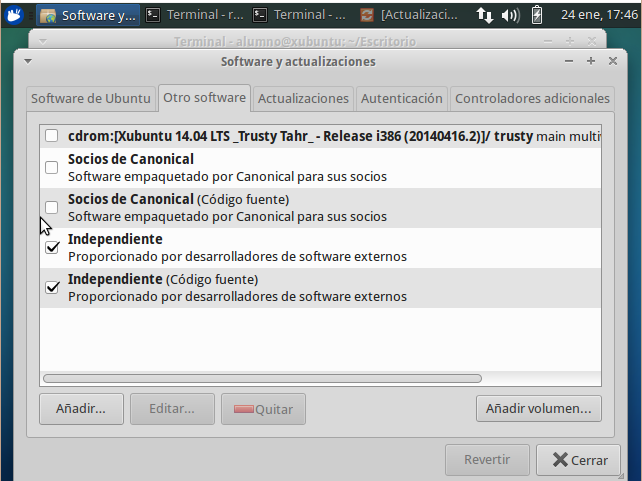 Software y...
Terminal - r...
Terminal - ...
[Actualizaci...
24 ene, 17:46
Terminal - alumno@xubuntu: ~/Escritorio
Software y actualizaciones
Software de Ubuntu
Otro software
Actualizaciones
Autenticación
Controladores adicionales
cdrom:[Xubuntu 14.04 LTS _Trusty Tahr_ - Release i386 (20140416.2)]/ trusty main multiv
Socios de Canonical
Software empaquetado por Canonical para sus socios
Socios de Canonical (Código fuente)
Software empaquetado por Canonical para sus socios
Independiente
Proporcionado por desarrolladores de software externos
Independiente (Código fuente)
Proporcionado por desarrolladores de software externos
Añadir...
Editar...
Quitar
Añadir volumen...
Revertir
Cerrar